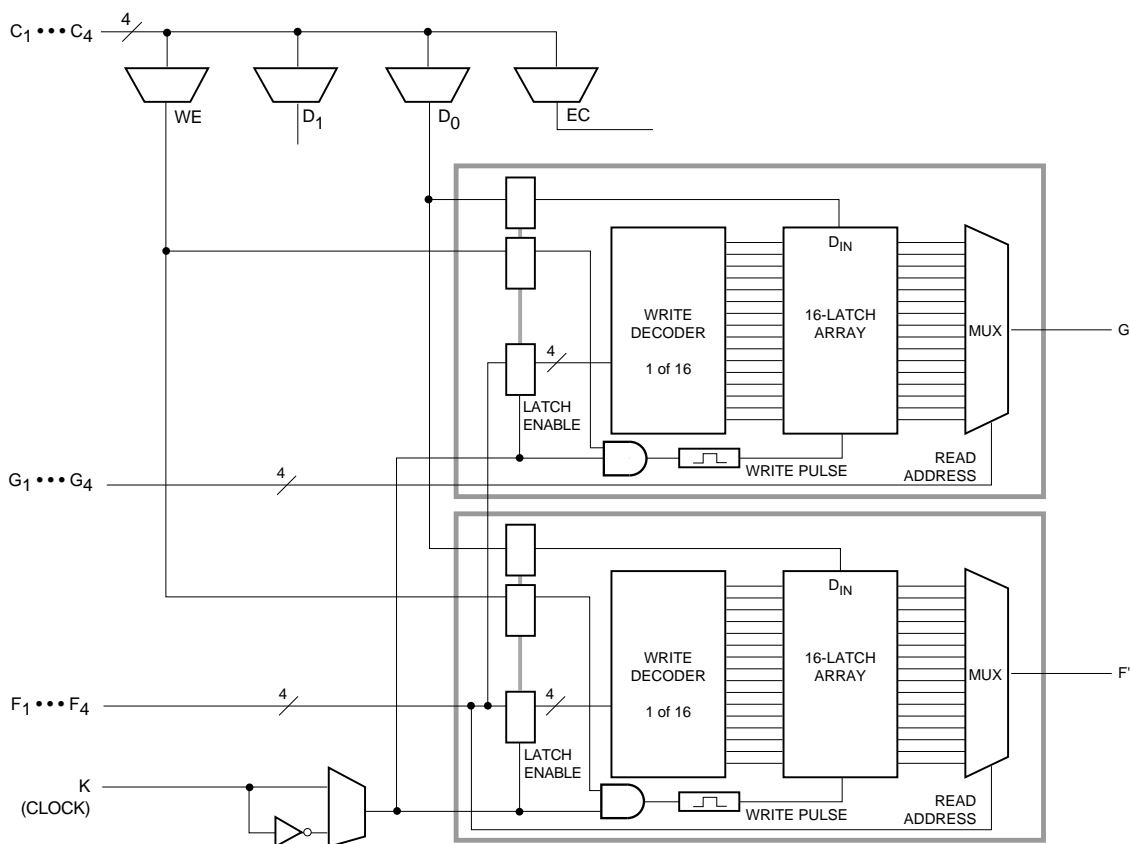 C1 ••• C4
4
WE
D1
D0
EC
DIN
WRITE
DECODER
1 of 16
16-LATCH
ARRAY
MUX
G
4
LATCH
ENABLE
WRITE PULSE
READ
ADDRESS
G1 ••• G4
4
DIN
WRITE
DECODER
1 of 16
16-LATCH
ARRAY
MUX
F'
F1 ••• F4
4
4
LATCH
ENABLE
K
(CLOCK)
WRITE PULSE
READ
ADDRESS